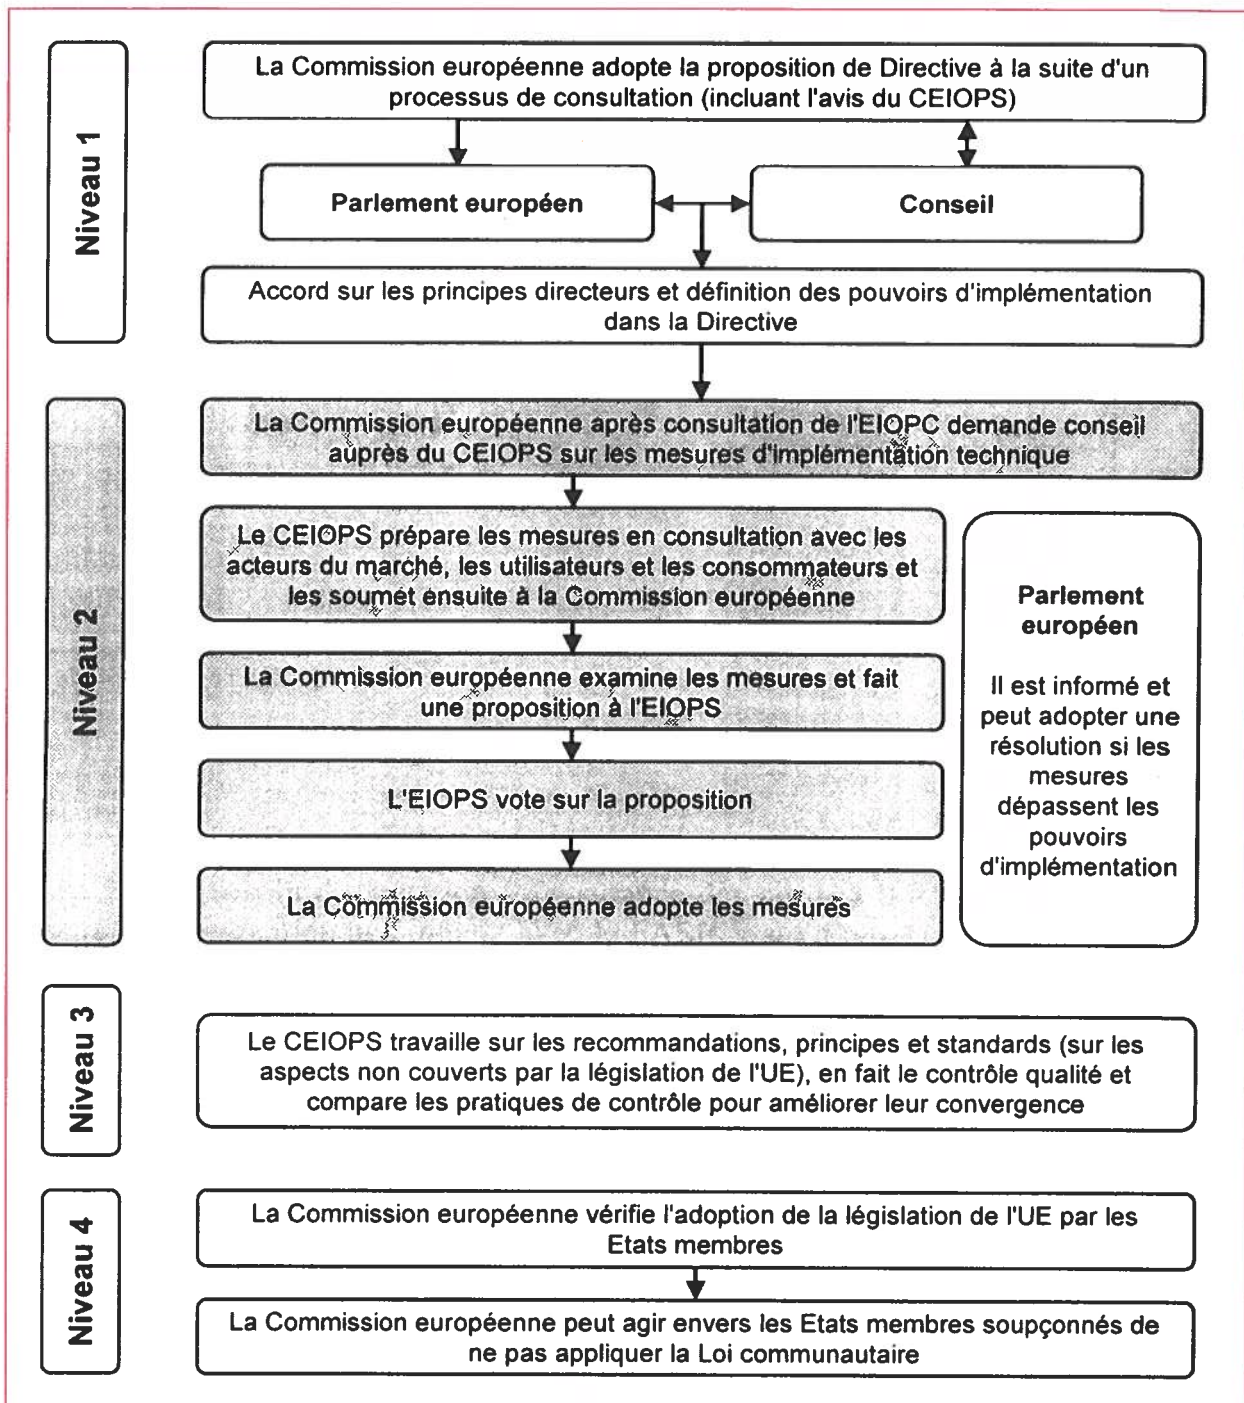 Niveau 1
La Commission européenne adopte la proposition de Directive à la suite d'un
processus de consultation (incluant l'avis du CEIOPS)
Parlement européen
Conseil
Accord sur les principes directeurs et définition des pouvoirs d'implémentation
dans la Directive
Niveau 2
La Commission européenne après consultation de l'EIOPC demande conseil
auprès du CEIOPS sur les mesures d'implémentation technique
Le CEIOPS prépare les mesures en consultation avec les
acteurs du marché, les utilisateurs et les consommateurs et
les soumet ensuite à la Commission européenne
La Commission européenne examine les mesures et fait
une proposition à l'EIOPS
L'EIOPS vote sur la proposition
La Commission européenne adopte les mesures
Parlement
européen
Il est informé et
peut adopter une
résolution si les
mesures
dépassent les
pouvoirs
d'implémentation
Niveau 3
Le CEIOPS travaille sur les recommandations, principes et standards (sur les
aspects non couverts par la législation de l'UE), en fait le contrôle qualité et
compare les pratiques de contrôle pour améliorer leur convergence
Niveau 4
La Commission européenne vérifie l'adoption de la législation de l'UE par les
Etats membres
La Commission européenne peut agir envers les Etats membres soupçonnés de
ne pas appliquer la Loi communautaire